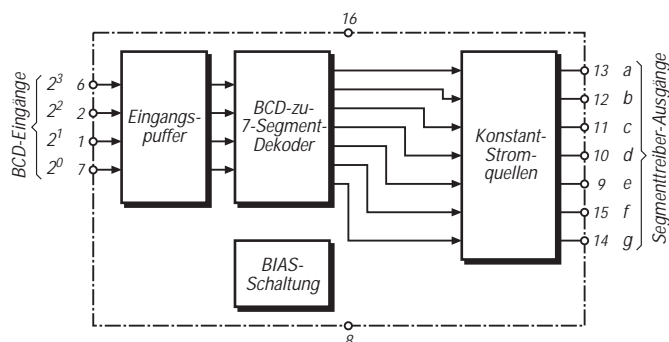 16
BCD-Eingänge
2³ 6
2² 2
2¹ 1
2⁰ 7
Eingangs-
puffer
BCD-zu-
7-Segment-
Dekoder
Konstant-
Strom-
quellen
13 a
12 b
11 c
10 d
9 e
15 f
14 g
Segmenttreiber-Ausgänge
BIAS-
Schaltung
8